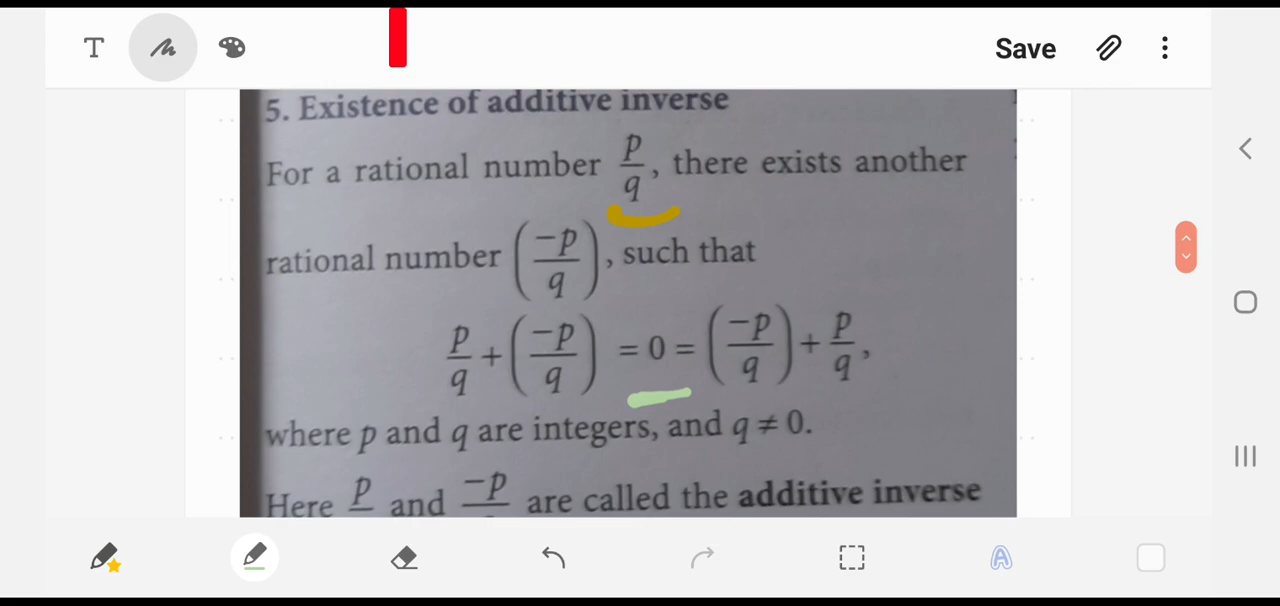 T
Save
5. Existence of additive inverse
For a rational number p/q, there exists another
rational number (−p/q), such that
p/q + (−p/q) = 0 = (−p/q) + p/q,
where p and q are integers, and q ≠ 0.
Here p and −p are called the additive inverse
A